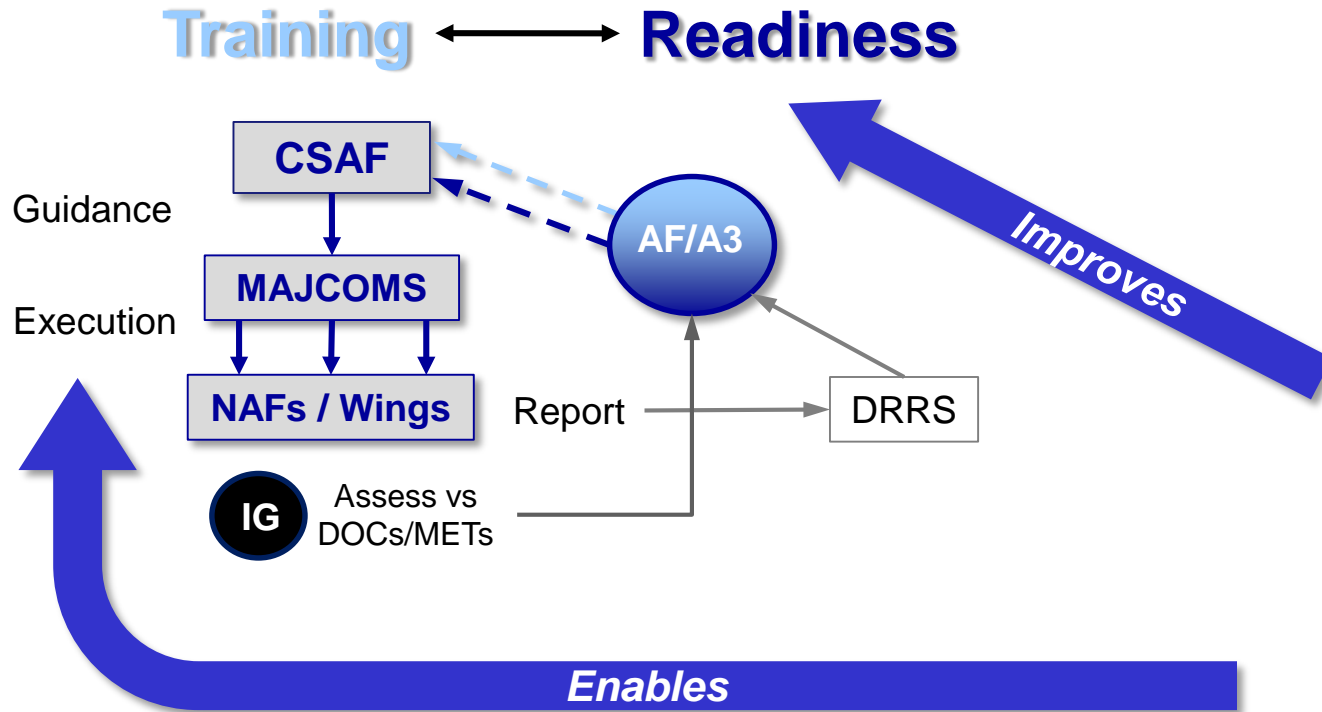 Training
Readiness
CSAF
Guidance
AF/A3
Improves
MAJCOMS
Execution
NAFs / Wings
Report
DRRS
IG
Assess vs
DOCs/METs
Enables